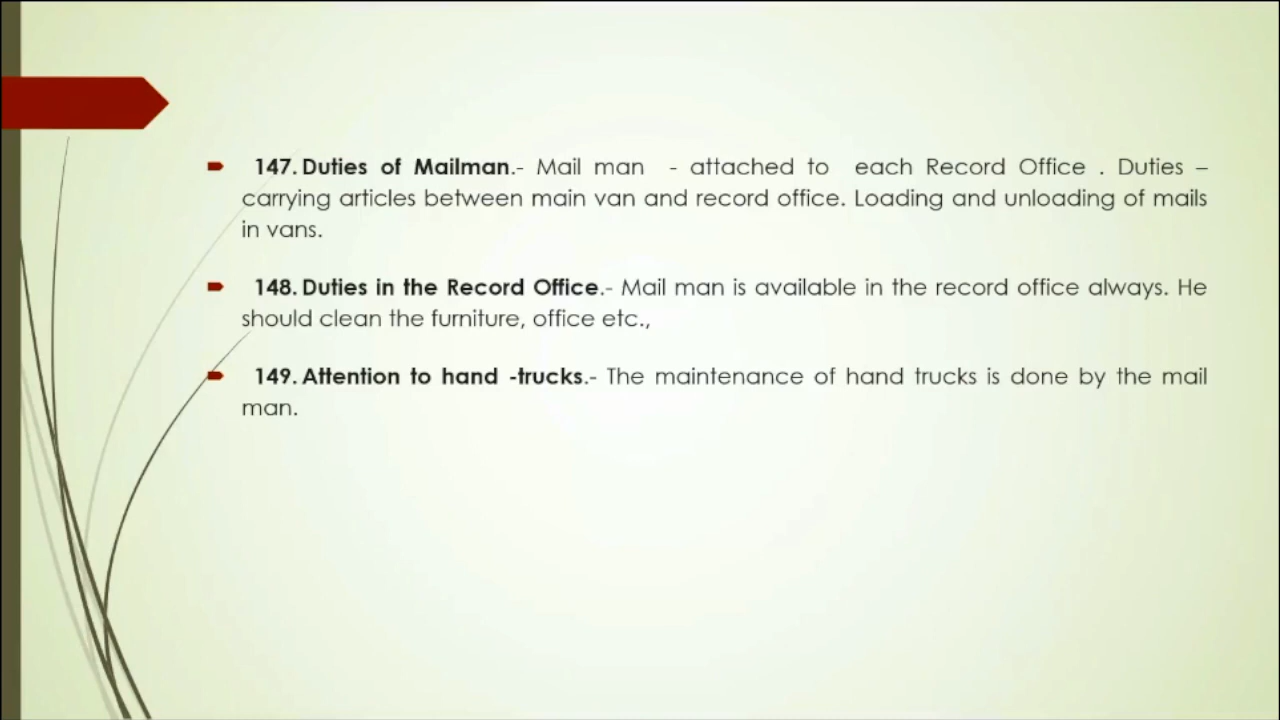 147. Duties of Mailman.- Mail man - attached to each Record Office . Duties –
carrying articles between main van and record office. Loading and unloading of mails
in vans.
148. Duties in the Record Office.- Mail man is available in the record office always. He
should clean the furniture, office etc.,
149. Attention to hand -trucks.- The maintenance of hand trucks is done by the mail
man.